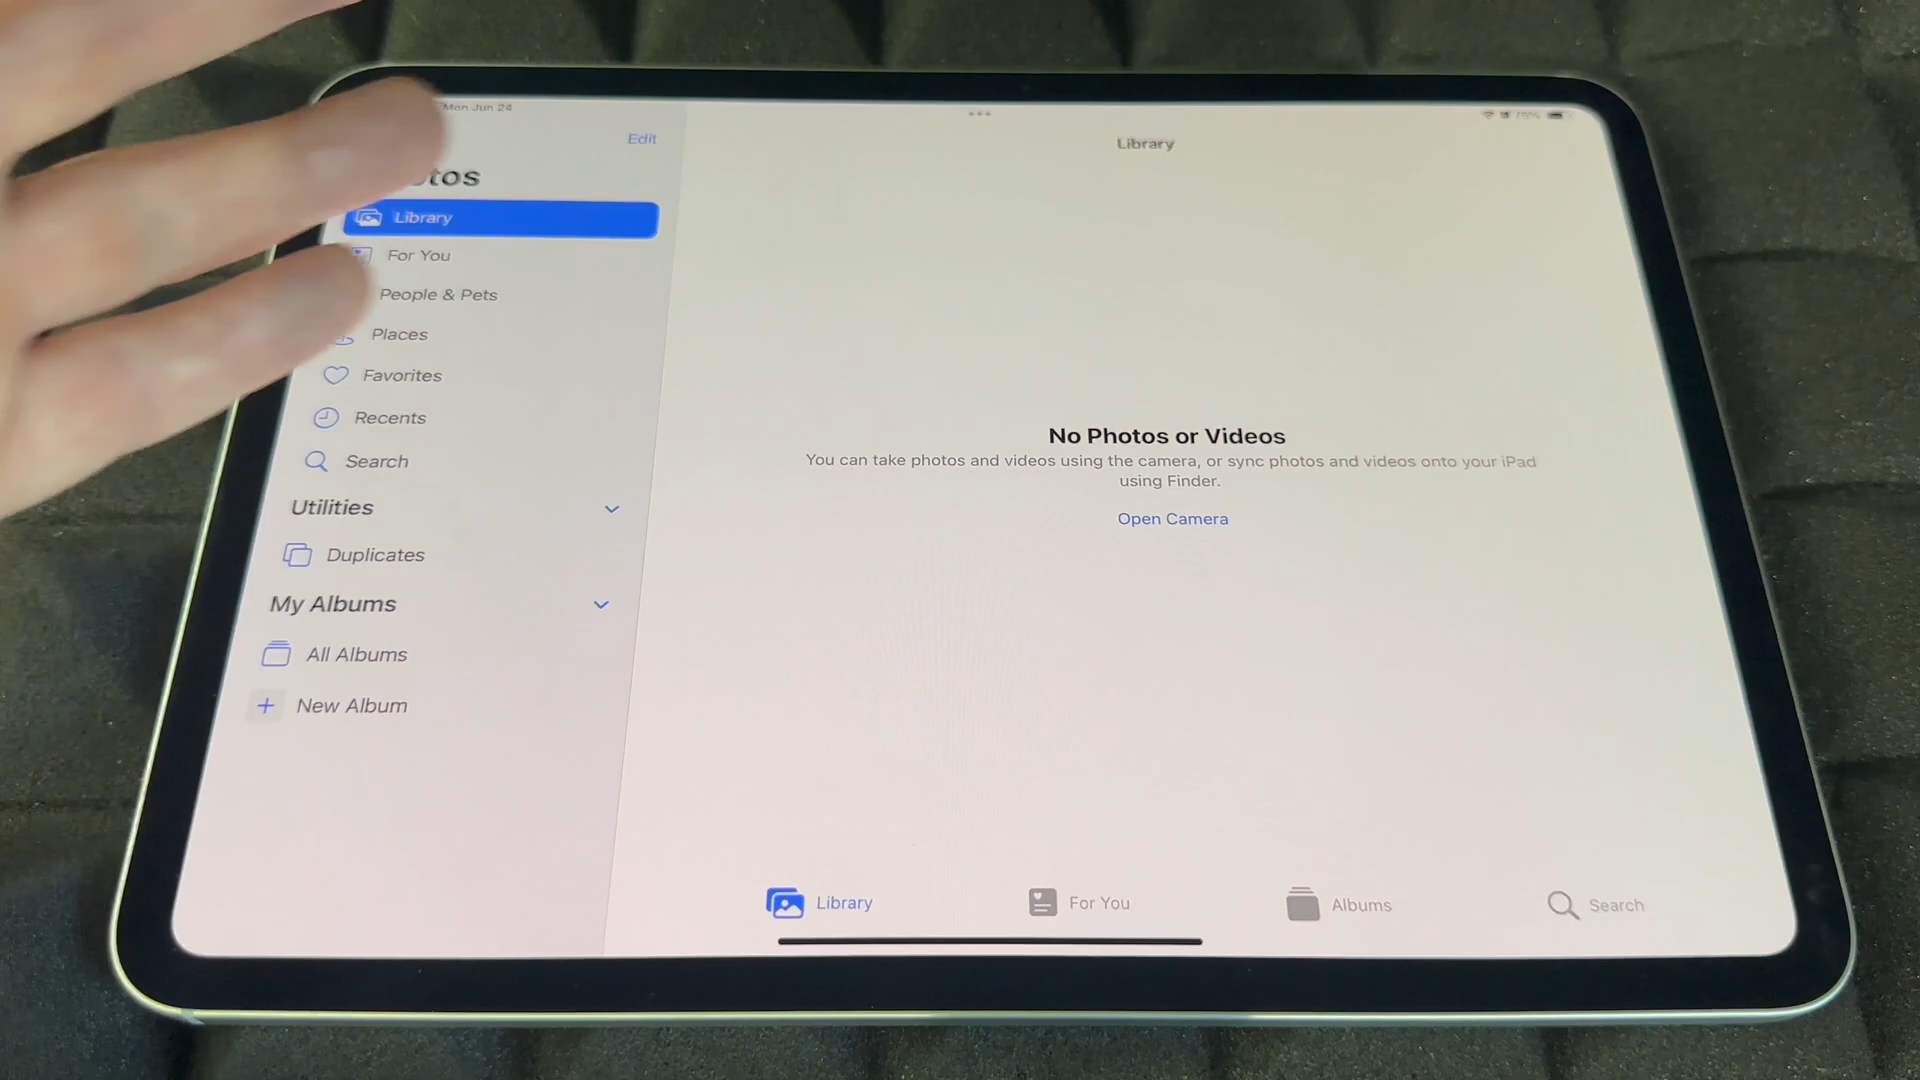 Mon Jun 24
75%
Edit
Library
tos
Library
For You
People & Pets
Places
Favorites
Recents
Search
Utilities
Duplicates
My Albums
All Albums
New Album
No Photos or Videos
You can take photos and videos using the camera, or sync photos and videos onto your iPad
using Finder.
Open Camera
Library
For You
Albums
Search